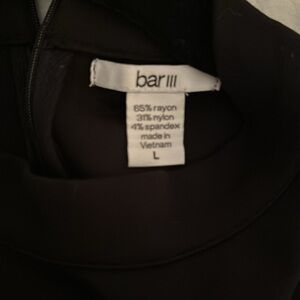 bar III
65% rayon
31% nylon
4% spandex
made in
Vietnam
L